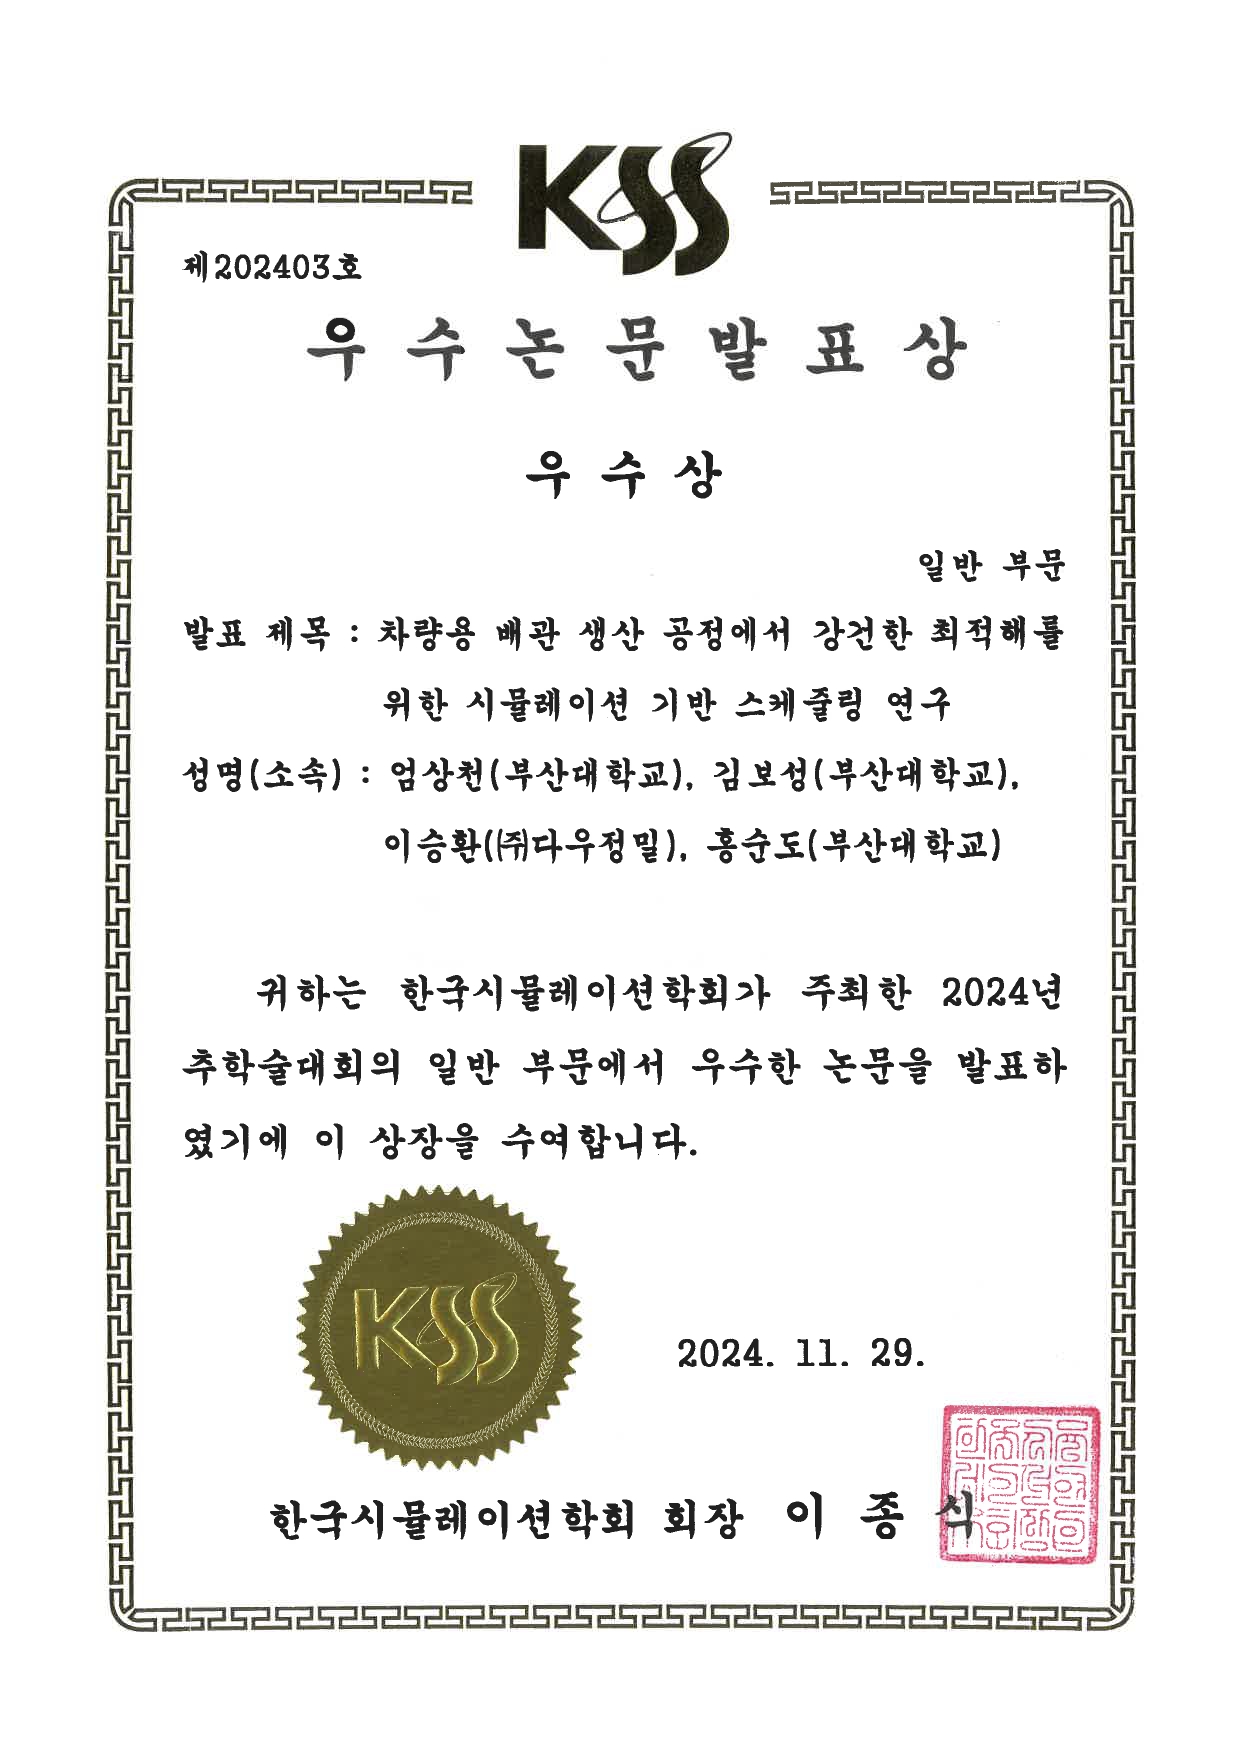 KSS
제202403호
우수논문발표상
우수상
일반 부문
발표 제목 : 차량용 배관 생산 공정에서 강건한 최적해를
위한 시뮬레이션 기반 스케줄링 연구
성명(소속) : 엄상천(부산대학교), 김보성(부산대학교),
이승환(㈜다우정밀), 홍순도(부산대학교)
귀하는 한국시뮬레이션학회가 주최한 2024년
추학술대회의 일반 부문에서 우수한 논문을 발표하
였기에 이 상장을 수여합니다.
KSS
2024. 11. 29.
한국시뮬레이션학회 회장 이 종 식